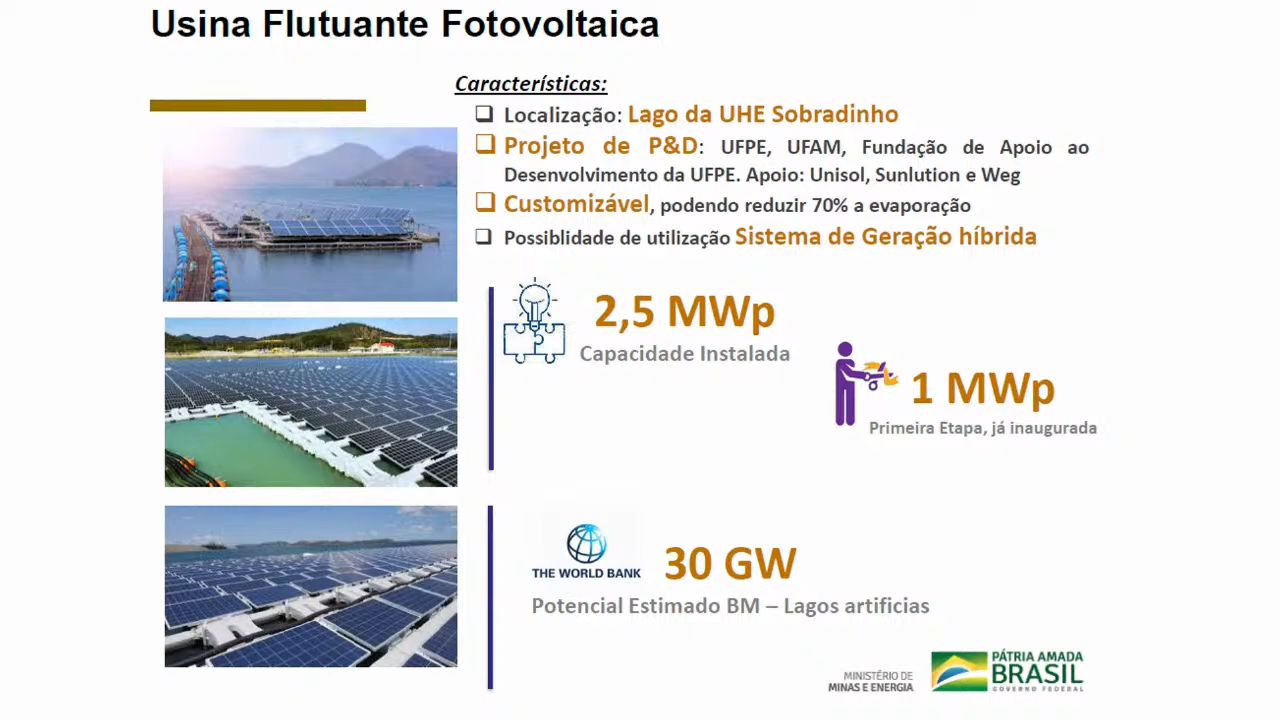 Usina Flutuante Fotovoltaica
Características:
Localização: Lago da UHE Sobradinho
Projeto de P&D: UFPE, UFAM, Fundação de Apoio ao
Desenvolvimento da UFPE. Apoio: Unisol, Sunlution e Weg
Customizável, podendo reduzir 70% a evaporação
Possiblidade de utilização Sistema de Geração híbrida
2,5 MWp
Capacidade Instalada
1 MWp
Primeira Etapa, já inaugurada
THE WORLD BANK
30 GW
Potencial Estimado BM – Lagos artificias
MINISTÉRIO DE
MINAS E ENERGIA
PÁTRIA AMADA
BRASIL
GOVERNO FEDERAL